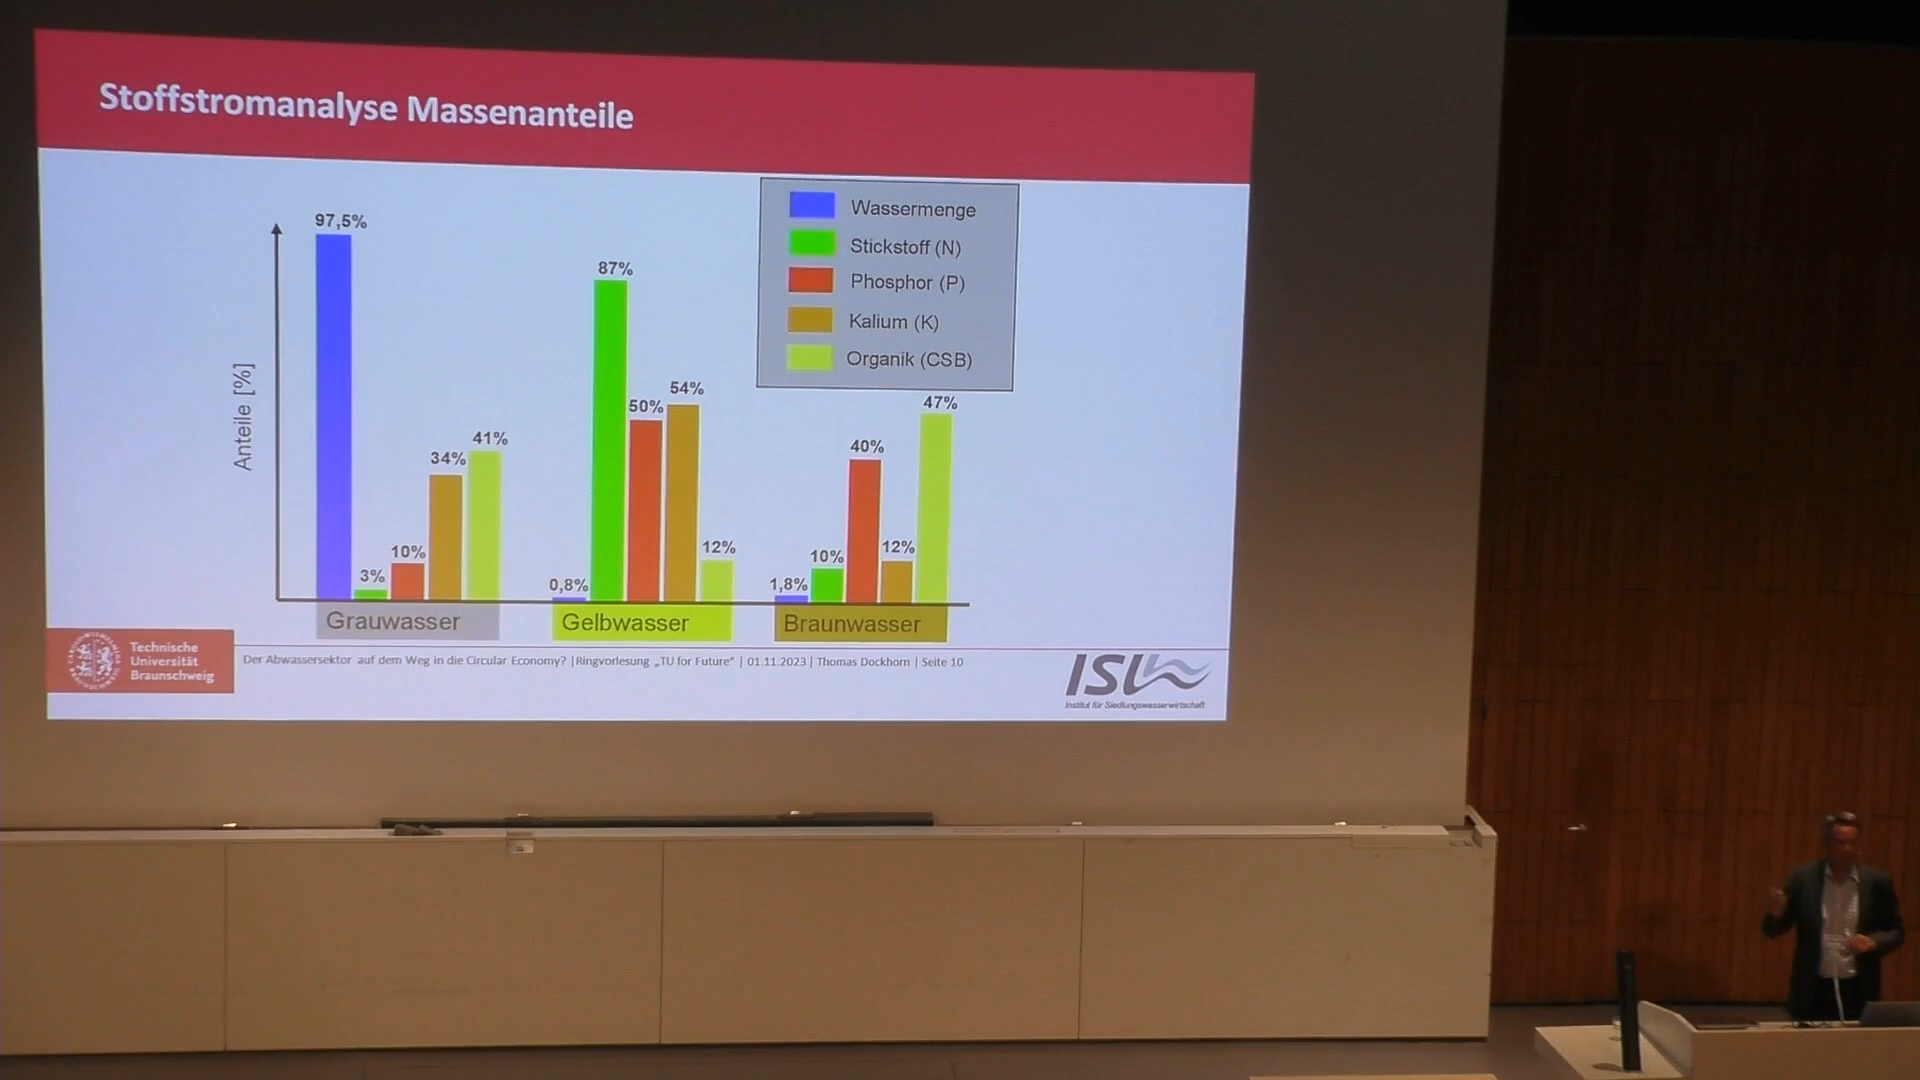 Stoffstromanalyse Massenanteile
Wassermenge
Stickstoff (N)
Phosphor (P)
Kalium (K)
Organik (CSB)
Anteile [%]
97,5%
3%
10%
34%
41%
0,8%
87%
50%
54%
12%
1,8%
10%
40%
12%
47%
Grauwasser
Gelbwasser
Braunwasser
Technische
Universität
Braunschweig
Der Abwassersektor auf dem Weg in die Circular Economy? |Ringvorlesung „TU for Future“ | 01.11.2023 | Thomas Dockhorn | Seite 10
ISW
Institut für Siedlungswasserwirtschaft